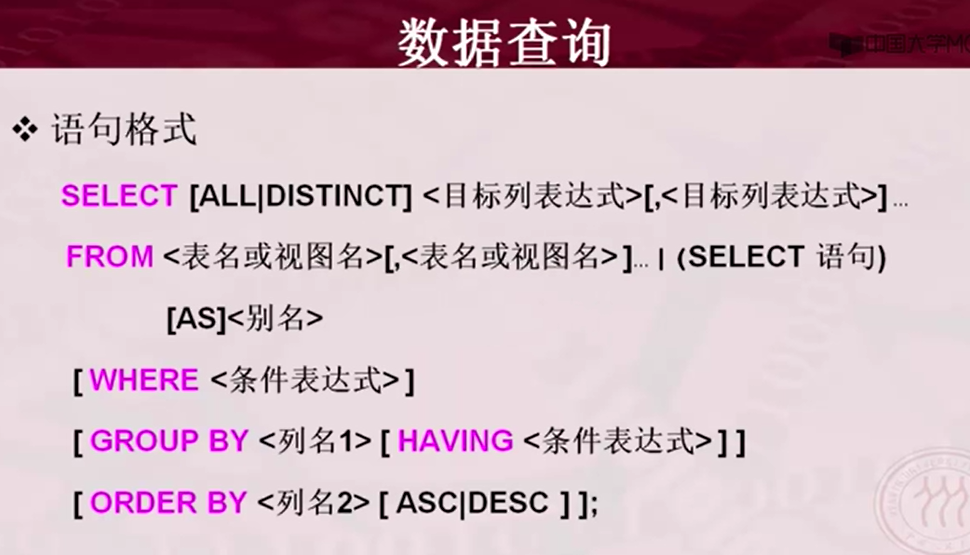 数据查询
中国大学MO
❖ 语句格式
SELECT [ALL|DISTINCT] <目标列表达式>[,<目标列表达式>]…
FROM <表名或视图名>[,<表名或视图名>]…|(SELECT 语句)
[AS]<别名>
[ WHERE <条件表达式> ]
[ GROUP BY <列名1> [ HAVING <条件表达式> ] ]
[ ORDER BY <列名2> [ ASC|DESC ] ];